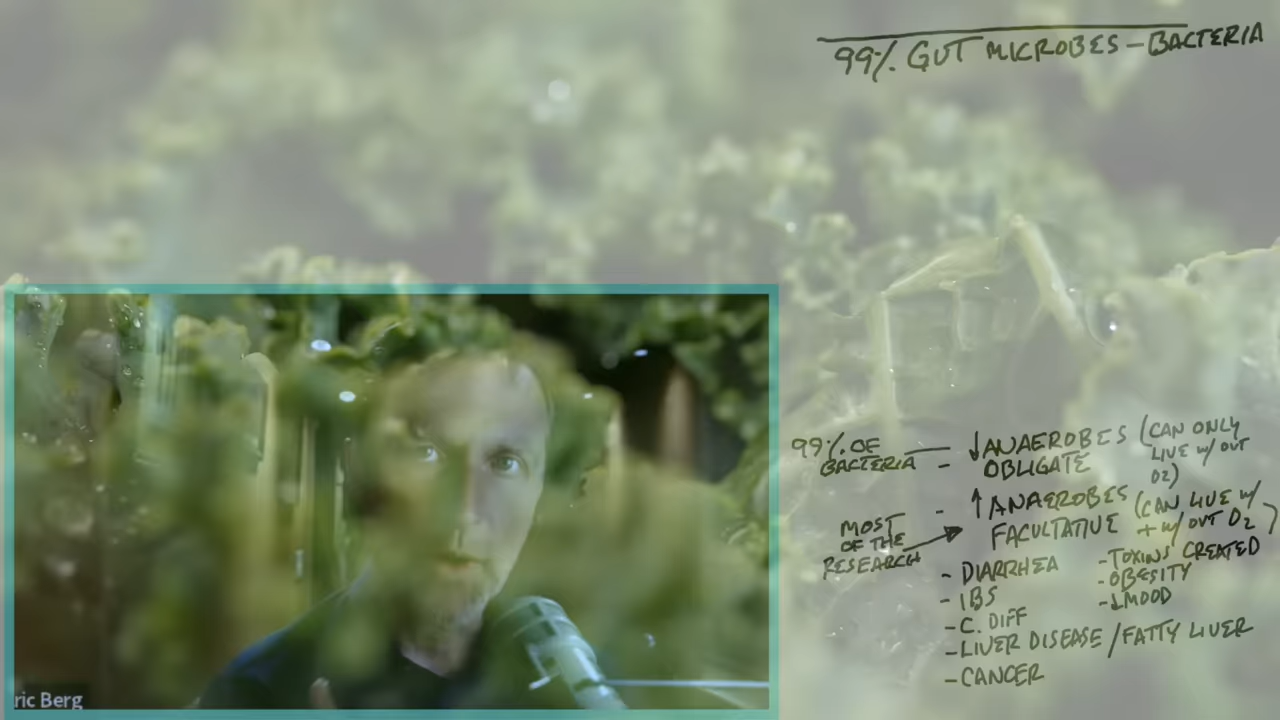 99% GUT MICROBES - BACTERIA
99% OF BACTERIA - ↓ ANAEROBES (CAN ONLY
- OBLIGATE LIVE W/ OUT
O2)
- ↑ ANAEROBES (CAN LIVE W/
MOST OF THE RESEARCH → FACULTATIVE + W/ OUT O2)
- DIARRHEA - TOXINS CREATED
- IBS - OBESITY
- C. DIFF - ↓MOOD
- LIVER DISEASE / FATTY LIVER
- CANCER
ric Berg